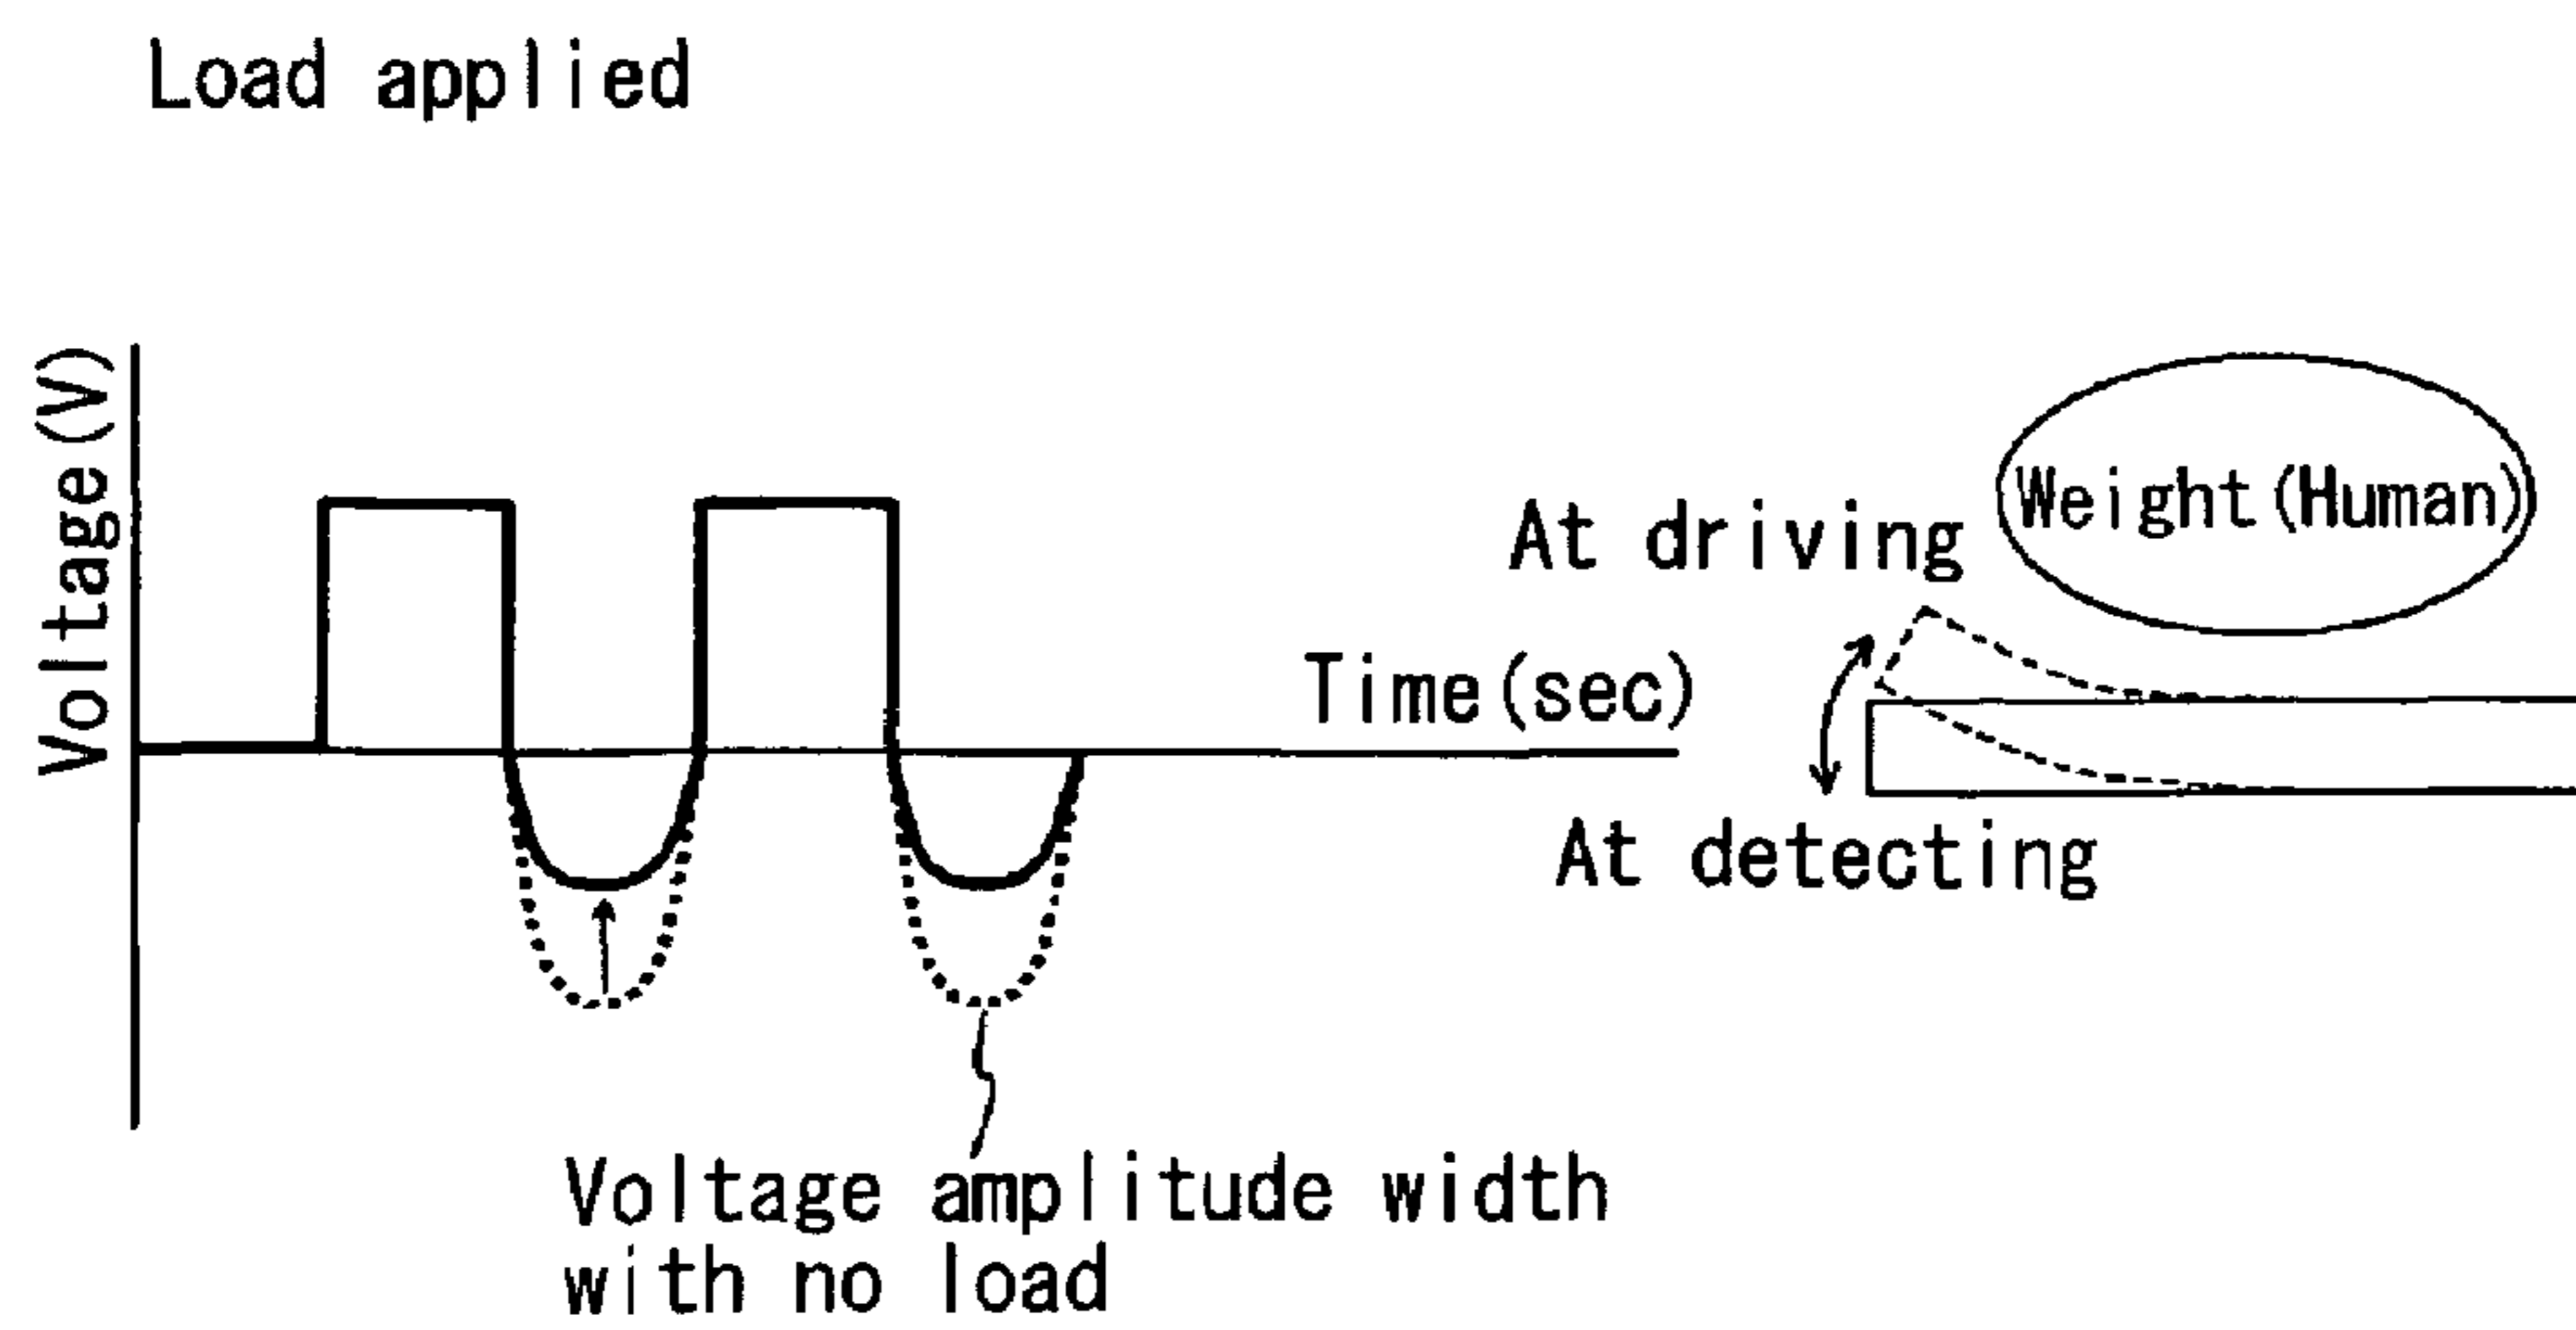 Load applied
Voltage(V)
Weight(Human)
At driving
Time(sec)
At detecting
Voltage amplitude width
with no load